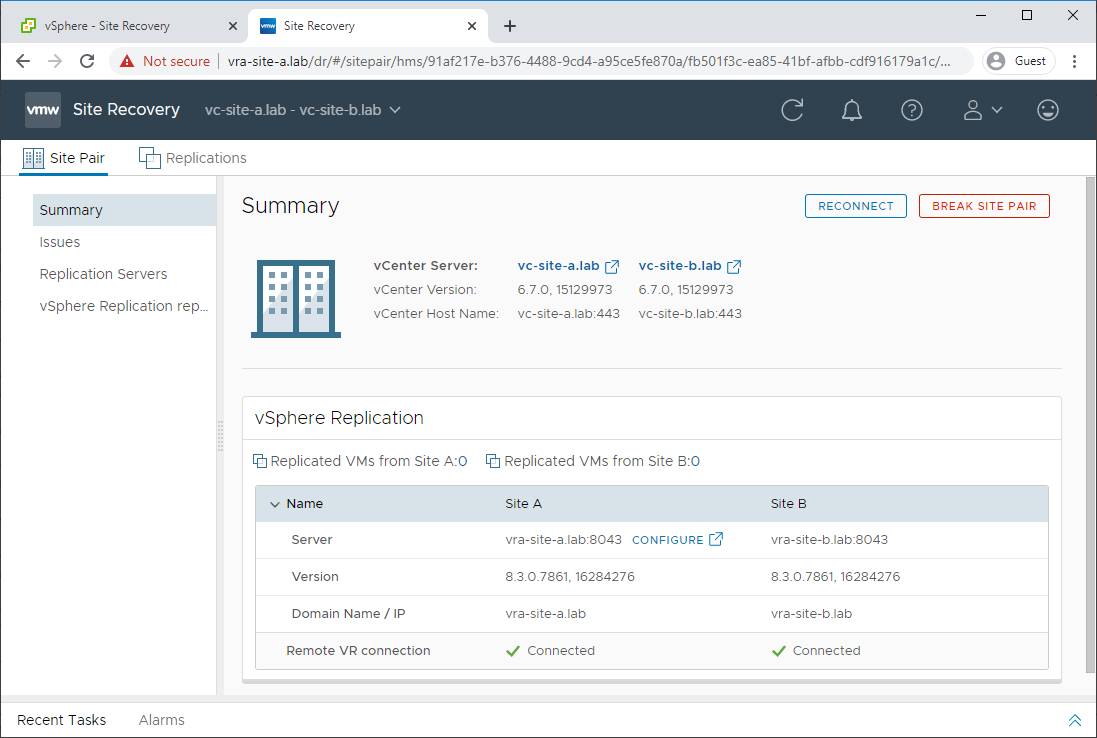 vSphere - Site Recovery
Site Recovery
Not secure
vra-site-a.lab/dr/#/sitepair/hms/91af217e-b376-4488-9cd4-a95ce5fe870a/fb501f3c-ea85-41bf-afbb-cdf916179a1c/...
Guest
vmw Site Recovery vc-site-a.lab - vc-site-b.lab
Site Pair Replications
Summary
Issues
Replication Servers
vSphere Replication rep...
Summary
RECONNECT BREAK SITE PAIR
vCenter Server: vc-site-a.lab vc-site-b.lab
vCenter Version: 6.7.0, 15129973 6.7.0, 15129973
vCenter Host Name: vc-site-a.lab:443 vc-site-b.lab:443
vSphere Replication
Replicated VMs from Site A:0 Replicated VMs from Site B:0
Name Site A Site B
Server vra-site-a.lab:8043 CONFIGURE vra-site-b.lab:8043
Version 8.3.0.7861, 16284276 8.3.0.7861, 16284276
Domain Name / IP vra-site-a.lab vra-site-b.lab
Remote VR connection Connected Connected
Recent Tasks Alarms